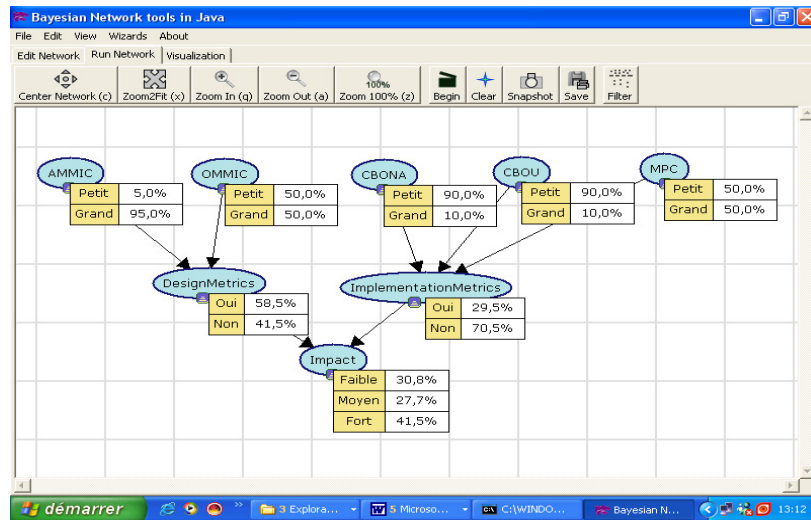 Bayesian Network tools in Java
File Edit View Wizards About
Edit Network Run Network Visualization
Center Network (c) Zoom2Fit (x) Zoom In (q) Zoom Out (a) 100% Zoom 100% (z) Begin Clear Snapshot Save Filter
AMMIC OMMIC CBONA CBOU MPC
Petit 5,0% Petit 50,0% Petit 90,0% Petit 90,0% Petit 50,0%
Grand 95,0% Grand 50,0% Grand 10,0% Grand 10,0% Grand 50,0%
DesignMetrics ImplementationMetrics
Oui 58,5% Oui 29,5%
Non 41,5% Non 70,5%
Impact
Faible 30,8%
Moyen 27,7%
Fort 41,5%
démarrer » 3 Explora... 5 Microso... C:\WINDO... Bayesian N... 13:12